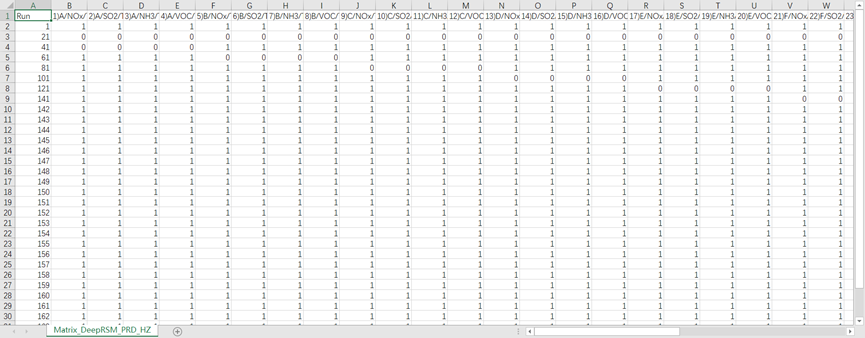 A B C D E F G H I J K L M N O P Q R S T U V W
1 Run 1)A/NOx/ 2)A/SO2/T 3)A/NH3/ 4)A/VOC/ 5)B/NOx/ 6)B/SO2/T 7)B/NH3/ 8)B/VOC 9)C/NOx/ 10)C/SO2 11)C/NH3 12)C/VOC 13)D/NOx 14)D/SO2 15)D/NH3 16)D/VOC 17)E/NOx 18)E/SO2/ 19)E/NH3 20)E/VOC 21)F/NOx 22)F/SO2/ 23
2 1 1 1 1 1 1 1 1 1 1 1 1 1 1 1 1 1 1 1 1 1 1 1
3 21 0 0 0 0 0 0 0 0 0 0 0 0 0 0 0 0 0 0 0 0 0 0
4 41 0 0 0 0 1 1 1 1 1 1 1 1 1 1 1 1 1 1 1 1 1 1
5 61 1 1 1 1 0 0 0 0 1 1 1 1 1 1 1 1 1 1 1 1 1 1
6 81 1 1 1 1 1 1 1 1 0 0 0 0 1 1 1 1 1 1 1 1 1 1
7 101 1 1 1 1 1 1 1 1 1 1 1 1 0 0 0 0 1 1 1 1 1 1
8 121 1 1 1 1 1 1 1 1 1 1 1 1 1 1 1 1 0 0 0 0 1 1
9 141 1 1 1 1 1 1 1 1 1 1 1 1 1 1 1 1 1 1 1 1 0 0
10 142 1 1 1 1 1 1 1 1 1 1 1 1 1 1 1 1 1 1 1 1 1 1
11 143 1 1 1 1 1 1 1 1 1 1 1 1 1 1 1 1 1 1 1 1 1 1
12 144 1 1 1 1 1 1 1 1 1 1 1 1 1 1 1 1 1 1 1 1 1 1
13 145 1 1 1 1 1 1 1 1 1 1 1 1 1 1 1 1 1 1 1 1 1 1
14 146 1 1 1 1 1 1 1 1 1 1 1 1 1 1 1 1 1 1 1 1 1 1
15 147 1 1 1 1 1 1 1 1 1 1 1 1 1 1 1 1 1 1 1 1 1 1
16 148 1 1 1 1 1 1 1 1 1 1 1 1 1 1 1 1 1 1 1 1 1 1
17 149 1 1 1 1 1 1 1 1 1 1 1 1 1 1 1 1 1 1 1 1 1 1
18 150 1 1 1 1 1 1 1 1 1 1 1 1 1 1 1 1 1 1 1 1 1 1
19 151 1 1 1 1 1 1 1 1 1 1 1 1 1 1 1 1 1 1 1 1 1 1
20 152 1 1 1 1 1 1 1 1 1 1 1 1 1 1 1 1 1 1 1 1 1 1
21 153 1 1 1 1 1 1 1 1 1 1 1 1 1 1 1 1 1 1 1 1 1 1
22 154 1 1 1 1 1 1 1 1 1 1 1 1 1 1 1 1 1 1 1 1 1 1
23 155 1 1 1 1 1 1 1 1 1 1 1 1 1 1 1 1 1 1 1 1 1 1
24 156 1 1 1 1 1 1 1 1 1 1 1 1 1 1 1 1 1 1 1 1 1 1
25 157 1 1 1 1 1 1 1 1 1 1 1 1 1 1 1 1 1 1 1 1 1 1
26 158 1 1 1 1 1 1 1 1 1 1 1 1 1 1 1 1 1 1 1 1 1 1
27 159 1 1 1 1 1 1 1 1 1 1 1 1 1 1 1 1 1 1 1 1 1 1
28 160 1 1 1 1 1 1 1 1 1 1 1 1 1 1 1 1 1 1 1 1 1 1
29 161 1 1 1 1 1 1 1 1 1 1 1 1 1 1 1 1 1 1 1 1 1 1
30 162 1 1 1 1 1 1 1 1 1 1 1 1 1 1 1 1 1 1 1 1 1 1
Matrix_DeepRSM_PRD_HZ